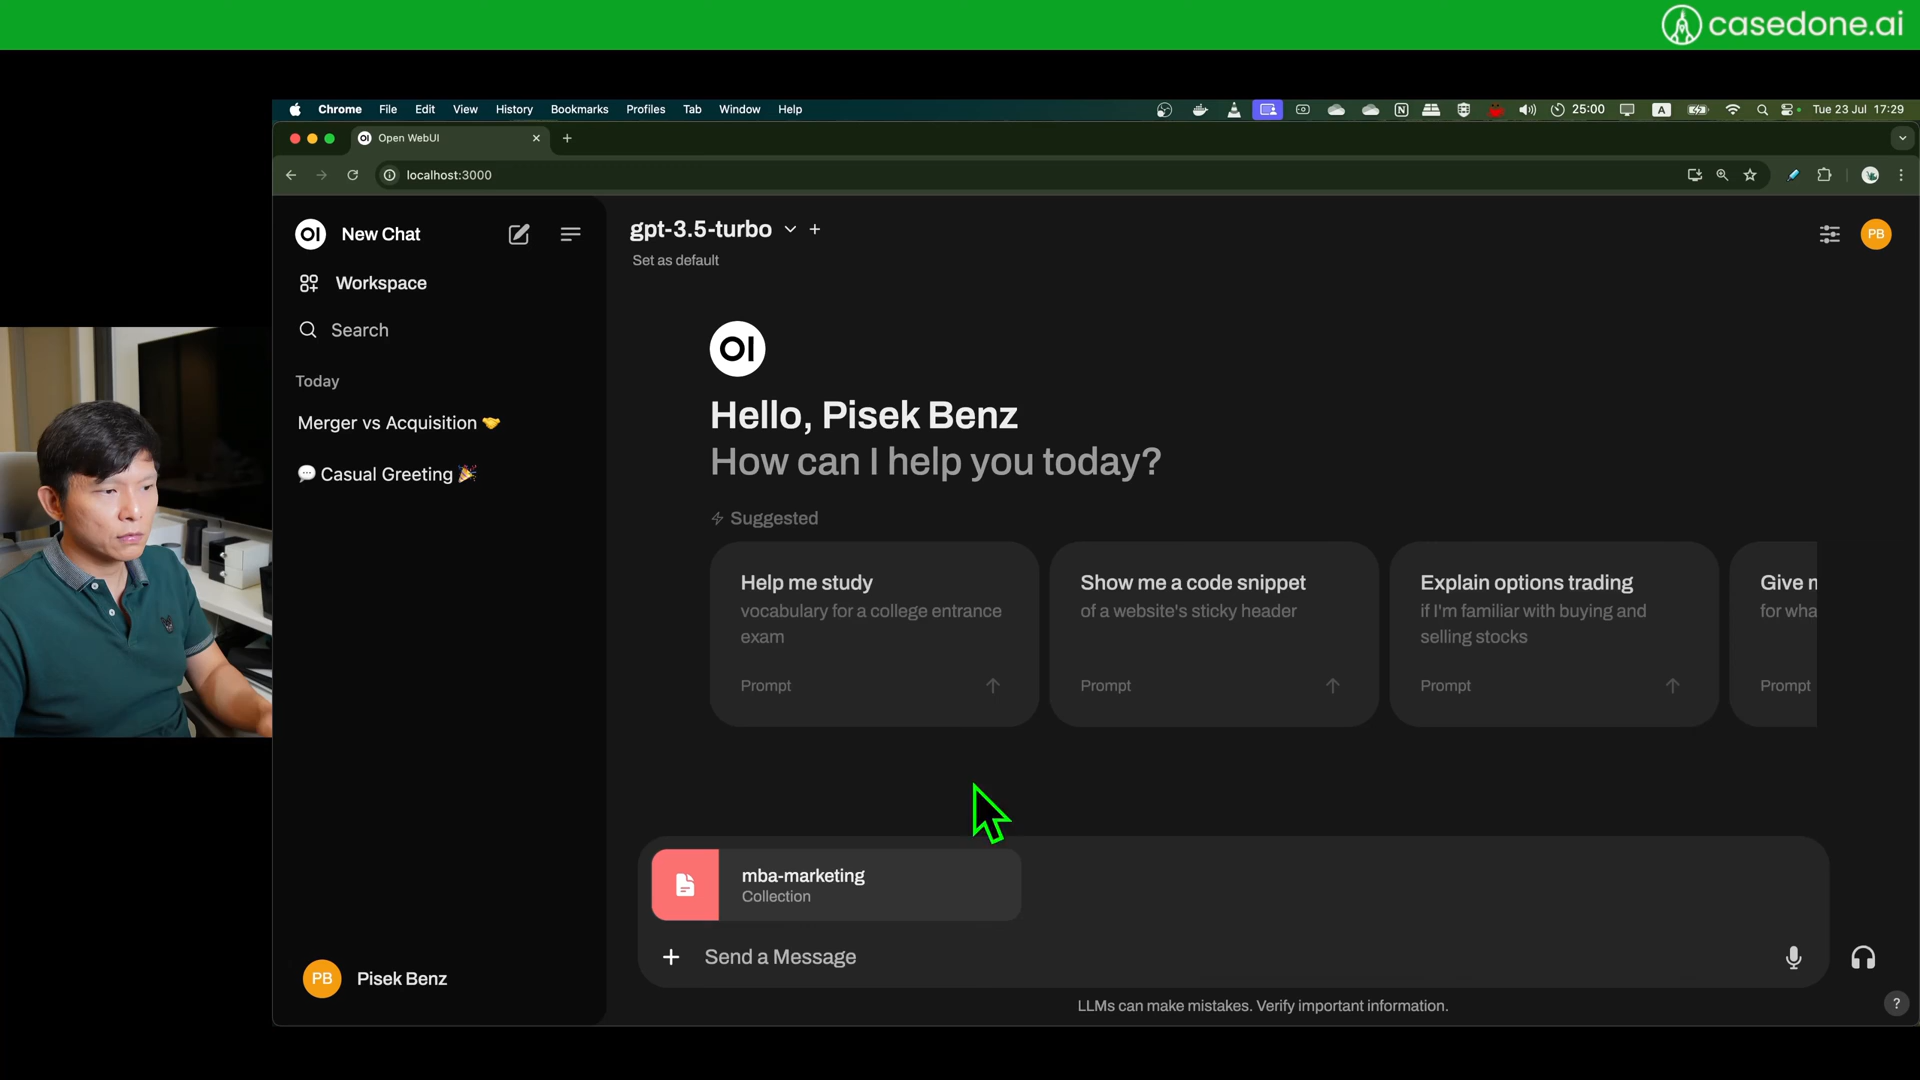 casedone.ai
Chrome File Edit View History Bookmarks Profiles Tab Window Help
25:00 A Tue 23 Jul 17:29
OI Open WebUI
localhost:3000
OI New Chat
Workspace
Search
Today
Merger vs Acquisition 🤝
💬 Casual Greeting 🎉
PB Pisek Benz
gpt-3.5-turbo
Set as default
PB
OI
Hello, Pisek Benz
How can I help you today?
Suggested
Help me study
vocabulary for a college entrance
exam
Prompt
Show me a code snippet
of a website's sticky header
Prompt
Explain options trading
if I'm familiar with buying and
selling stocks
Prompt
Give
Prompt
mba-marketing
Collection
Send a Message
LLMs can make mistakes. Verify important information.
?